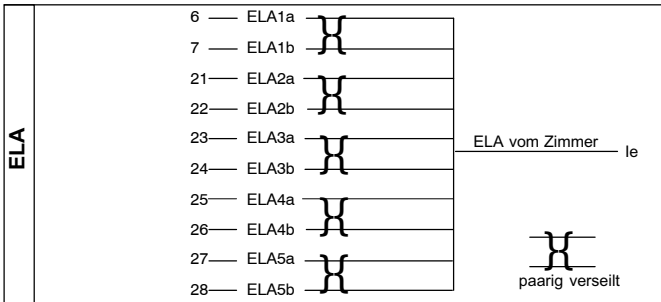 ELA
6 ELA1a
7 ELA1b
21 ELA2a
22 ELA2b
23 ELA3a
24 ELA3b
25 ELA4a
26 ELA4b
27 ELA5a
28 ELA5b
ELA vom Zimmer le
paarig verseilt